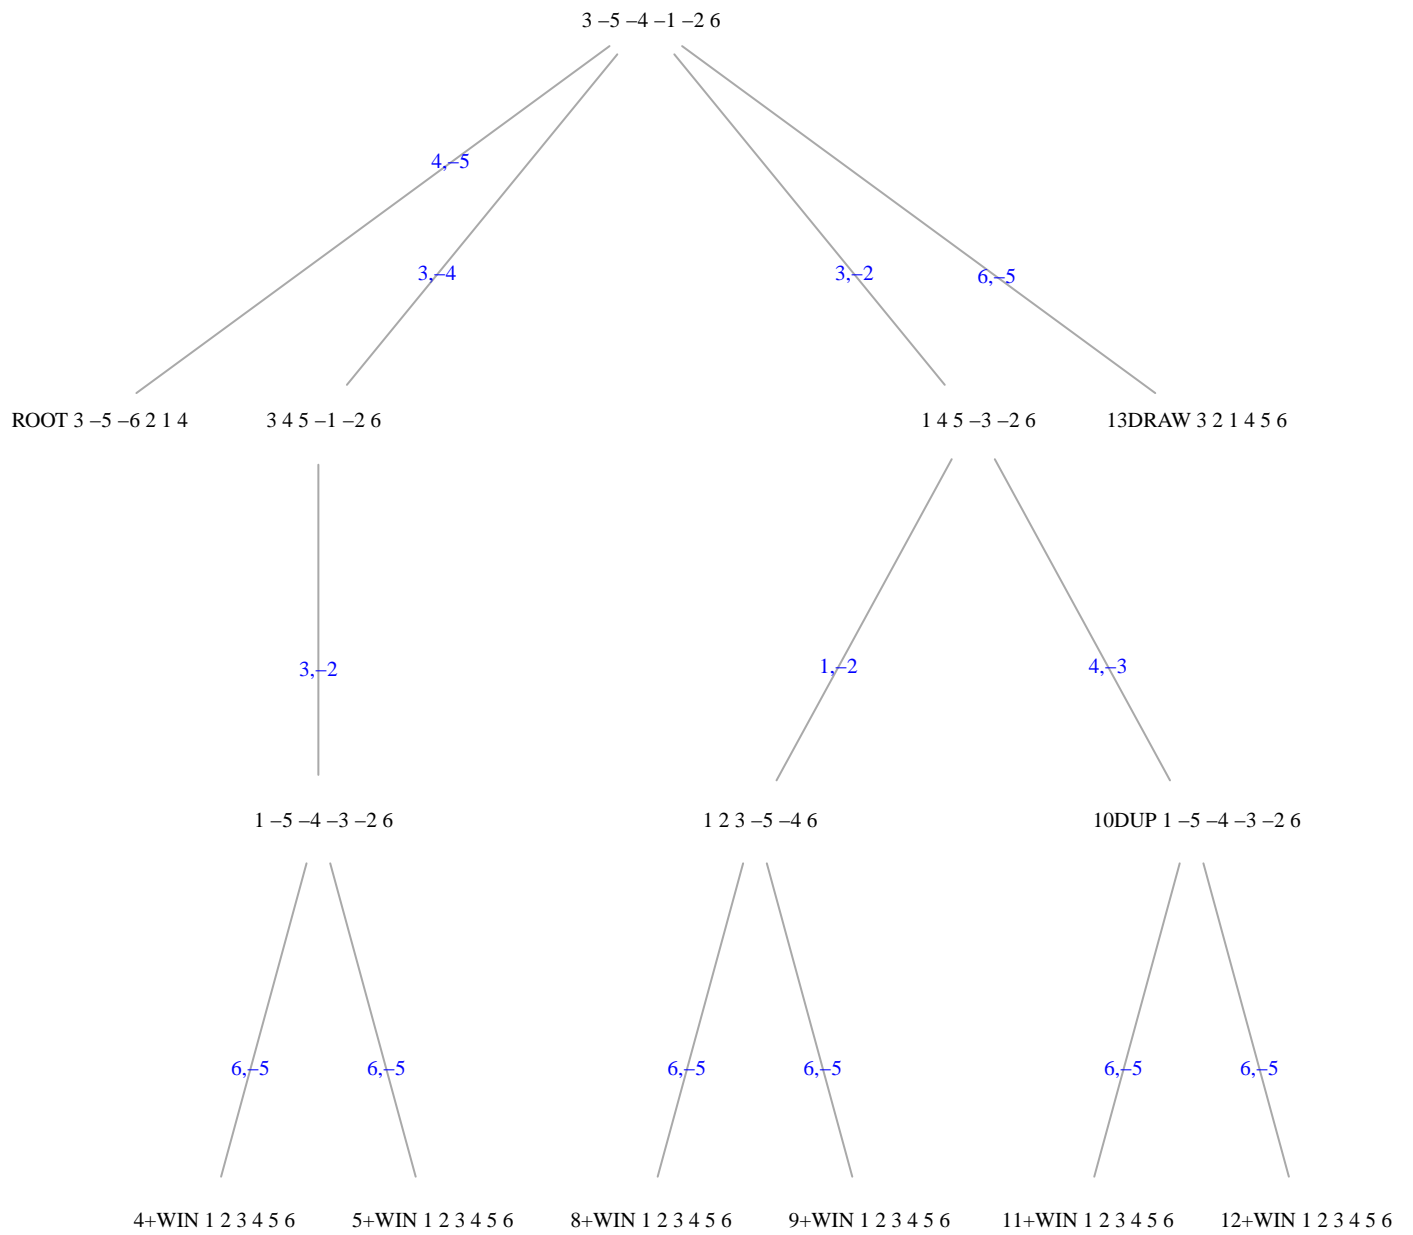 3 –5 –4 –1 –2 6
4,–5
3,–4
3,–2
6,–5
ROOT 3 –5 –6 2 1 4
3 4 5 –1 –2 6
1 4 5 –3 –2 6
13DRAW 3 2 1 4 5 6
3,–2
1,–2
4,–3
1 –5 –4 –3 –2 6
1 2 3 –5 –4 6
10DUP 1 –5 –4 –3 –2 6
6,–5
6,–5
6,–5
6,–5
6,–5
6,–5
4+WIN 1 2 3 4 5 6
5+WIN 1 2 3 4 5 6
8+WIN 1 2 3 4 5 6
9+WIN 1 2 3 4 5 6
11+WIN 1 2 3 4 5 6
12+WIN 1 2 3 4 5 6